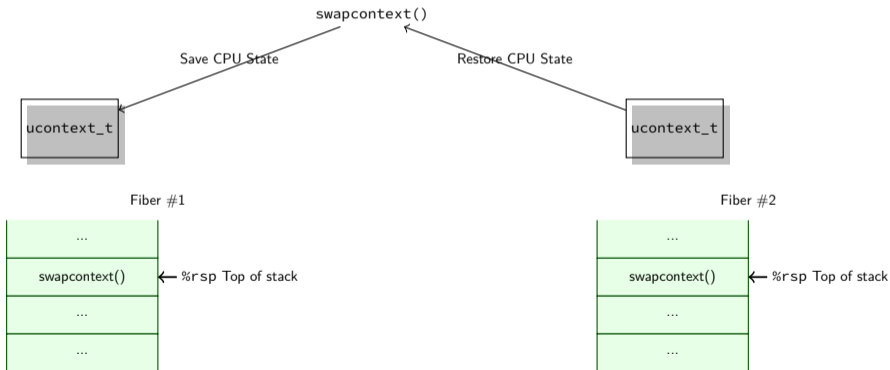 swapcontext()
Save CPU State
Restore CPU State
ucontext_t
ucontext_t
Fiber #1
Fiber #2
...
...
swapcontext()
%rsp Top of stack
swapcontext()
%rsp Top of stack
...
...
...
...